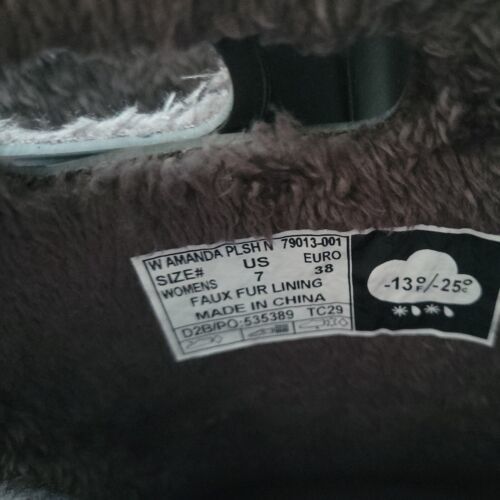 W AMANDA PLSH N 79013-001
SIZE# US EURO
WOMENS 7 38
FAUX FUR LINING
MADE IN CHINA
D2B/PO:535389 TC29
-13°F/-25°C